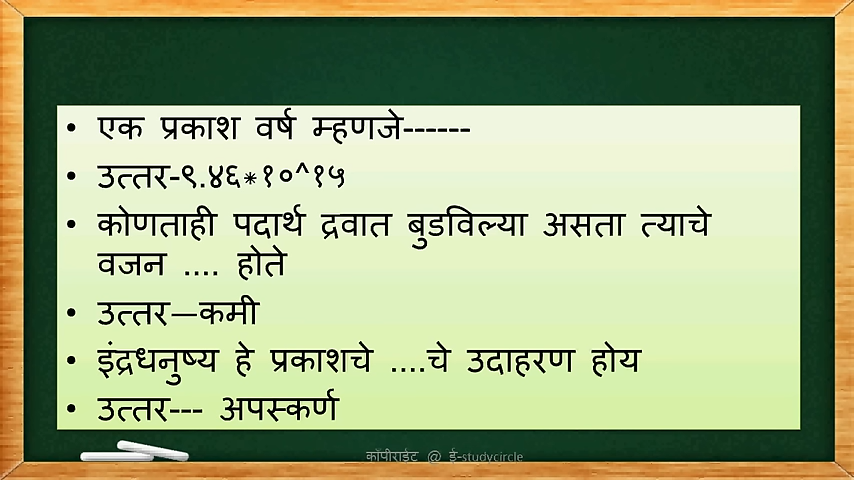 • एक प्रकाश वर्ष म्हणजे------
• उत्तर-९.४६*१०^१५
• कोणताही पदार्थ द्रवात बुडविल्या असता त्याचे
वजन .... होते
• उत्तर—कमी
• इंद्रधनुष्य हे प्रकाशचे ....चे उदाहरण होय
• उत्तर--- अपस्कर्ण
कॉपीराईट @ ई-studycircle